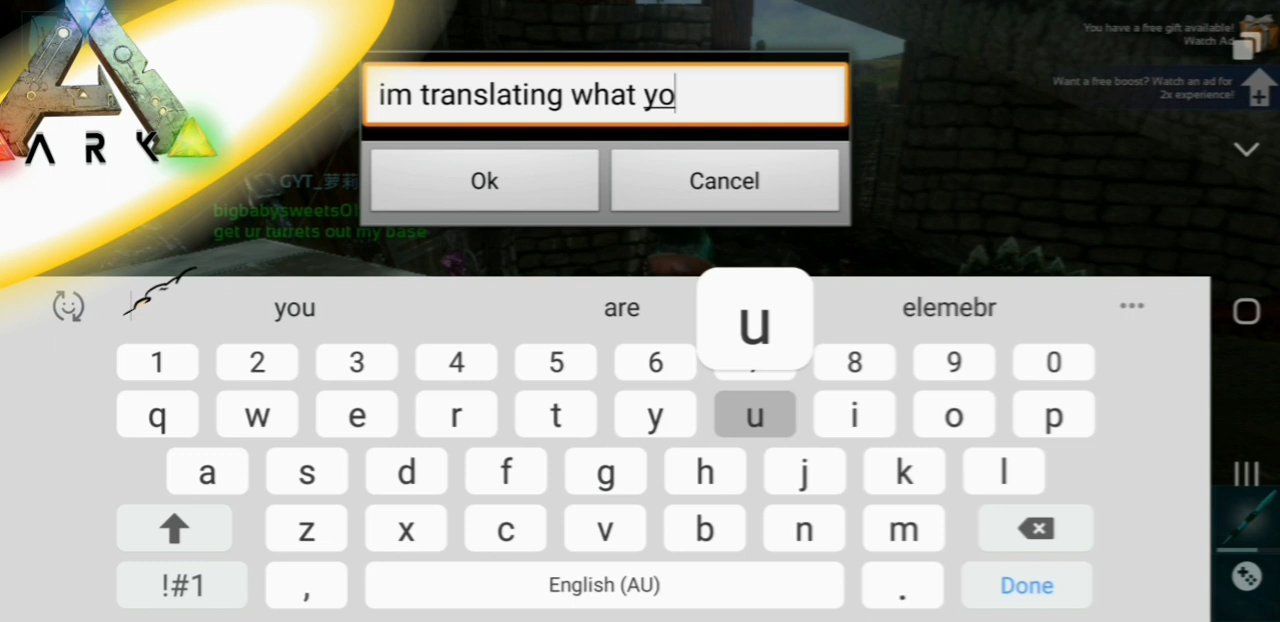 ARK
You have a free gift available!
Watch Ad
Want a free boost? Watch an ad for
2x experience!
im translating what yo
Ok
Cancel
GYT_萝莉
bigbabysweets01
get ur turrets out my base
you
are
u
elemebr
1 2 3 4 5 6 8 9 0
q w e r t y u i o p
a s d f g h j k l
z x c v b n m
!#1 , English (AU) . Done